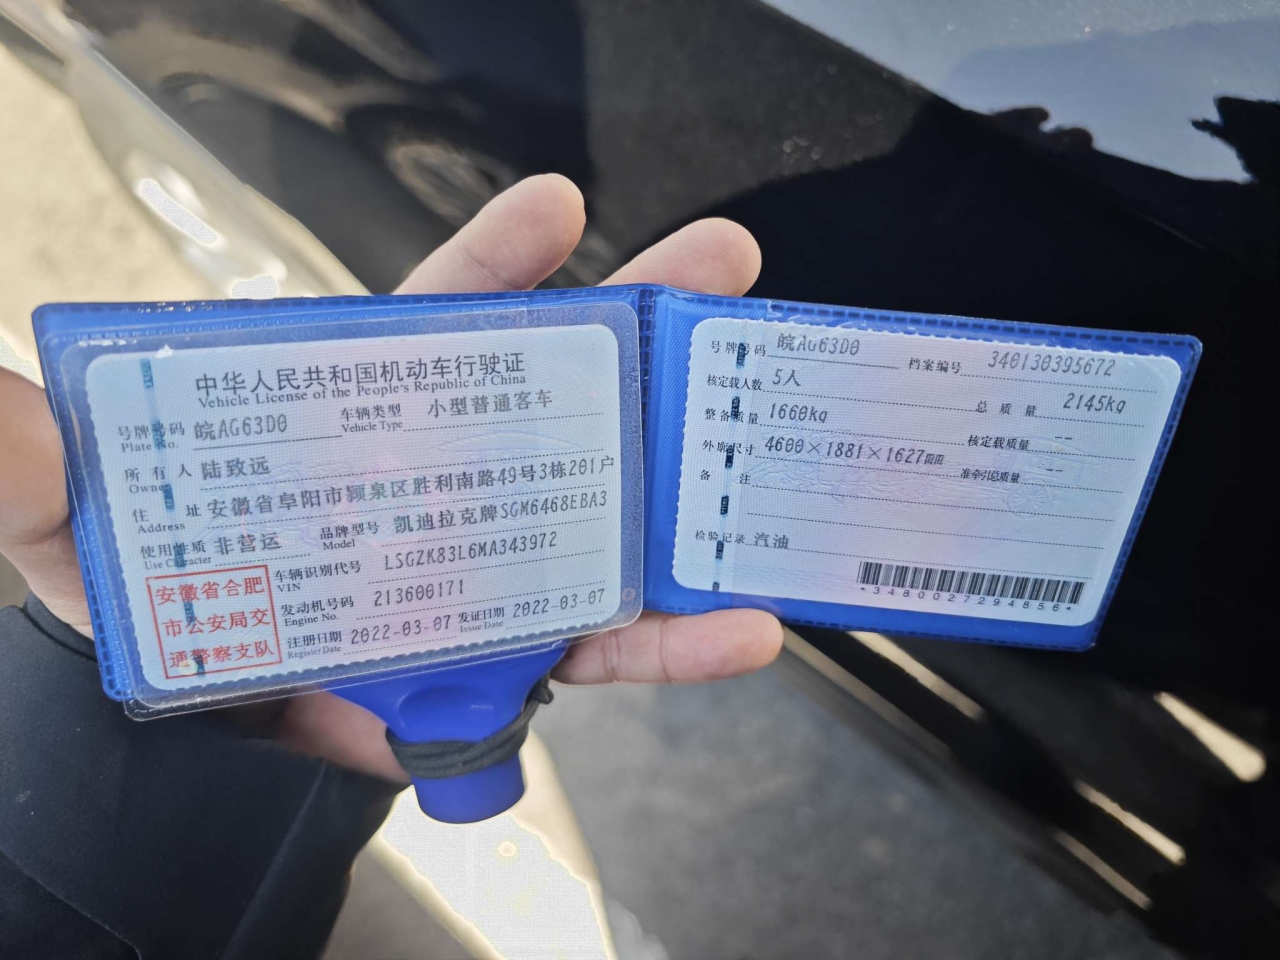 中华人民共和国机动车行驶证
Vehicle License of the People's Republic of China
号牌号码 Plate No. 皖AG63D0 车辆类型 Vehicle Type 小型普通客车
所有人 Owner 陆致远
住址 Address 安徽省阜阳市颍泉区胜利南路49号3栋201户
使用性质 Use Character 非营运 品牌型号 Model 凯迪拉克牌SGM6468EBA3
车辆识别代号 VIN LSGZK83L6MA343972
发动机号码 Engine No. 213600171
注册日期 Register Date 2022-03-07 发证日期 Issue Date 2022-03-07
安徽省合肥
市公安局交
通警察支队
号牌号码 皖AG63D0 档案编号 340130395672
核定载人数 5人 总质量 2145kg
整备质量 1660kg 核定载质量 --
外廓尺寸 4600×1881×1627mm 准牵引总质量 --
备注
检验记录 汽油
*3480027294856*